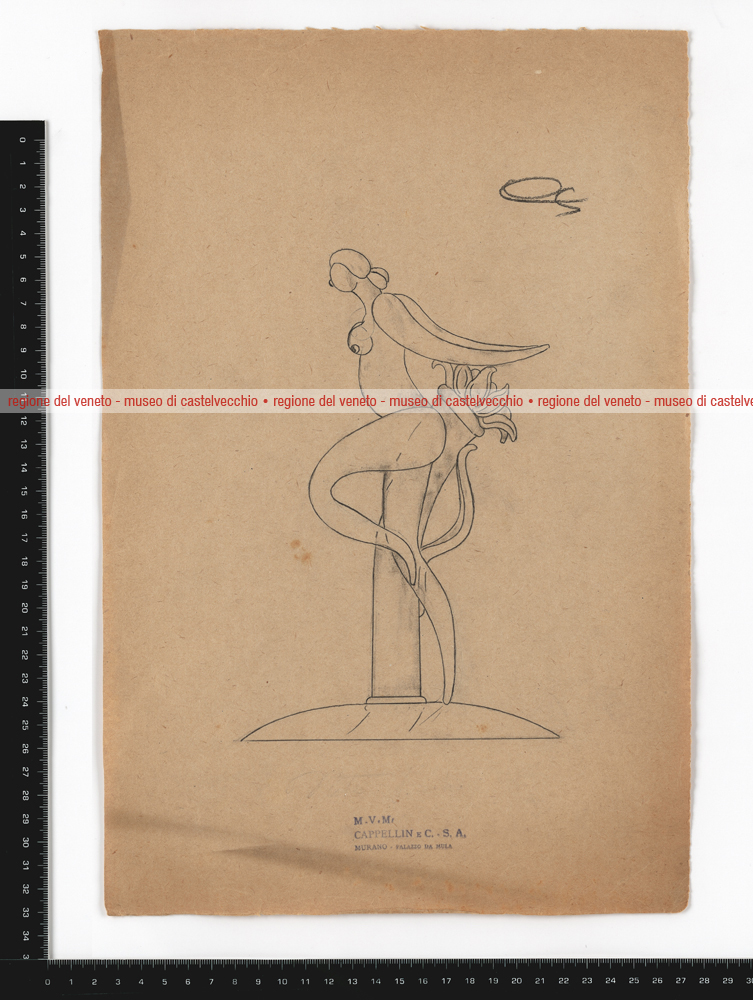 regione del veneto - museo di castelvecchio • regione del veneto - museo di castelvecchio • regione del veneto - museo di castelve
M.V.M.
CAPPELLIN E C. - S. A.
MURANO - PALAZZO DA MULA
0 1 2 3 4 5 6 7 8 9 10 11 12 13 14 15 16 17 18 19 20 21 22 23 24 25 26 27 28 29 30 31 32 33 34 3
0 1 2 3 4 5 6 7 8 9 10 11 12 13 14 15 16 17 18 19 20 21 22 23 24 25 26 27 28 29 30